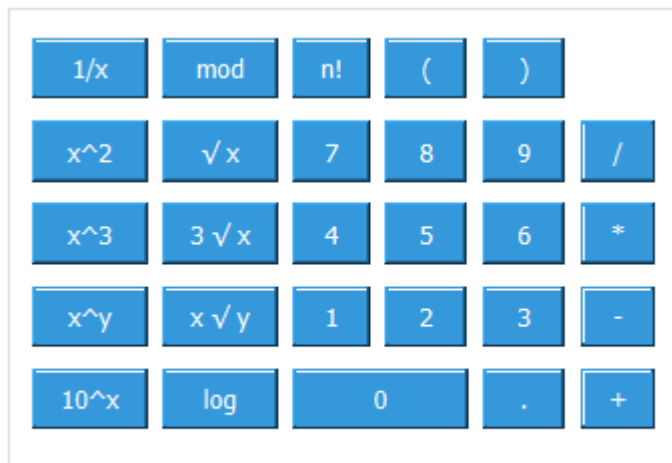 1/x mod n! ( )
x^2 √ x 7 8 9 /
x^3 3 √ x 4 5 6 *
x^y x √ y 1 2 3 -
10^x log 0 . +